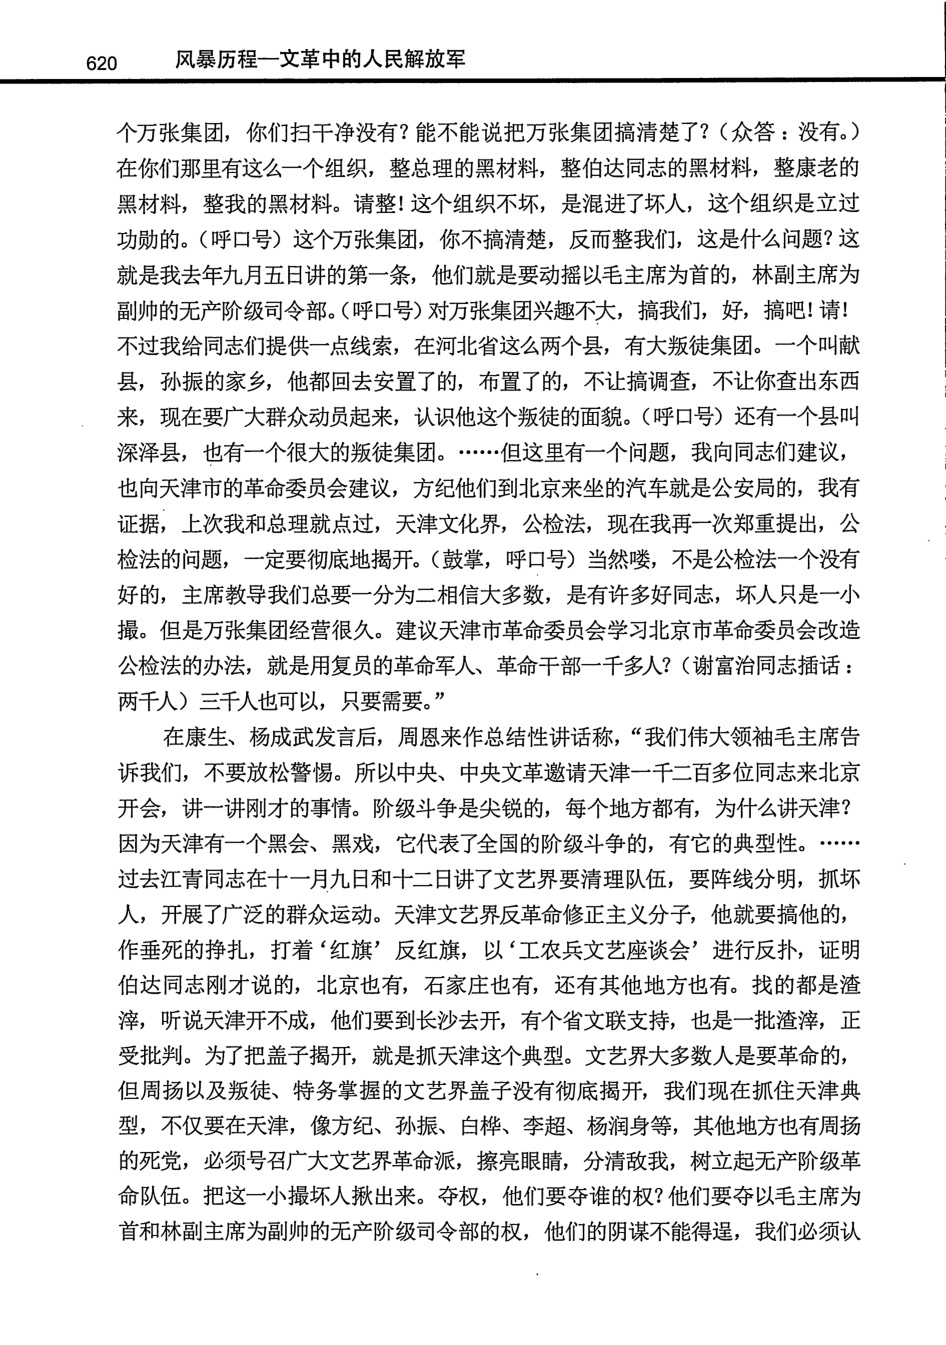 620 风暴历程—文革中的人民解放军
个万张集团，你们扫干净没有？能不能说把万张集团搞清楚了？（众答：没有。）
在你们那里有这么一个组织，整总理的黑材料，整伯达同志的黑材料，整康老的
黑材料，整我的黑材料。请整！这个组织不坏，是混进了坏人，这个组织是立过
功勋的。（呼口号）这个万张集团，你不搞清楚，反而整我们，这是什么问题？这
就是我去年九月五日讲的第一条，他们就是要动摇以毛主席为首的，林副主席为
副帅的无产阶级司令部。（呼口号）对万张集团兴趣不大，搞我们，好，搞吧！请！
不过我给同志们提供一点线索，在河北省这么两个县，有大叛徒集团。一个叫献
县，孙振的家乡，他都回去安置了的，布置了的，不让搞调查，不让你查出东西
来，现在要广大群众动员起来，认识他这个叛徒的面貌。（呼口号）还有一个县叫
深泽县，也有一个很大的叛徒集团。……但这里有一个问题，我向同志们建议，
也向天津市的革命委员会建议，方纪他们到北京来坐的汽车就是公安局的，我有
证据，上次我和总理就点过，天津文化界，公检法，现在我再一次郑重提出，公
检法的问题，一定要彻底地揭开。（鼓掌，呼口号）当然喽，不是公检法一个没有
好的，主席教导我们总要一分为二相信大多数，是有许多好同志，坏人只是一小
撮。但是万张集团经营很久。建议天津市革命委员会学习北京市革命委员会改造
公检法的办法，就是用复员的革命军人、革命干部一千多人？（谢富治同志插话：
两千人）三千人也可以，只要需要。”
在康生、杨成武发言后，周恩来作总结性讲话称，“我们伟大领袖毛主席告
诉我们，不要放松警惕。所以中央、中央文革邀请天津一千二百多位同志来北京
开会，讲一讲刚才的事情。阶级斗争是尖锐的，每个地方都有，为什么讲天津？
因为天津有一个黑会、黑戏，它代表了全国的阶级斗争的，有它的典型性。……
过去江青同志在十一月九日和十二日讲了文艺界要清理队伍，要阵线分明，抓坏
人，开展了广泛的群众运动。天津文艺界反革命修正主义分子，他就要搞他的，
作垂死的挣扎，打着‘红旗’反红旗，以‘工农兵文艺座谈会’进行反扑，证明
伯达同志刚才说的，北京也有，石家庄也有，还有其他地方也有。找的都是渣
滓，听说天津开不成，他们要到长沙去开，有个省文联支持，也是一批渣滓，正
受批判。为了把盖子揭开，就是抓天津这个典型。文艺界大多数人是要革命的，
但周扬以及叛徒、特务掌握的文艺界盖子没有彻底揭开，我们现在抓住天津典
型，不仅要在天津，像方纪、孙振、白桦、李超、杨润身等，其他地方也有周扬
的死党，必须号召广大文艺界革命派，擦亮眼睛，分清敌我，树立起无产阶级革
命队伍。把这一小撮坏人揪出来。夺权，他们要夺谁的权？他们要夺以毛主席为
首和林副主席为副帅的无产阶级司令部的权，他们的阴谋不能得逞，我们必须认